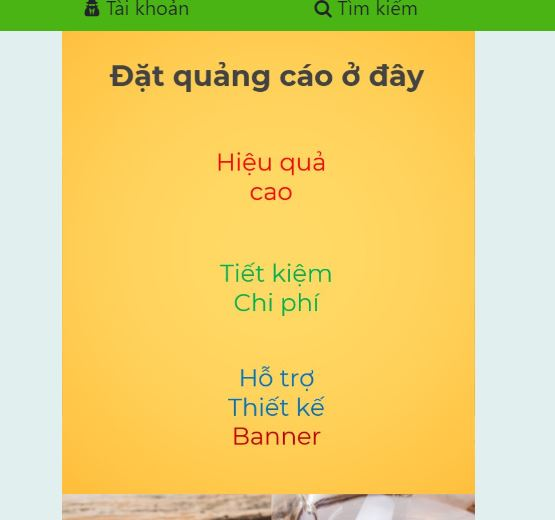 Tài khoản
Tìm kiếm
Đặt quảng cáo ở đây
Hiệu quả
cao
Tiết kiệm
Chi phí
Hỗ trợ
Thiết kế
Banner